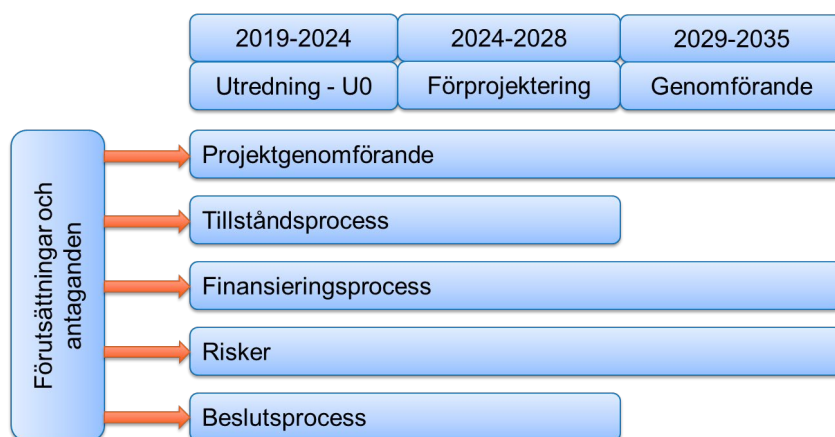 2019-2024
2024-2028
2029-2035
Utredning - U0
Förprojektering
Genomförande
Förutsättningar och
antaganden
Projektgenomförande
Tillståndsprocess
Finansieringsprocess
Risker
Beslutsprocess